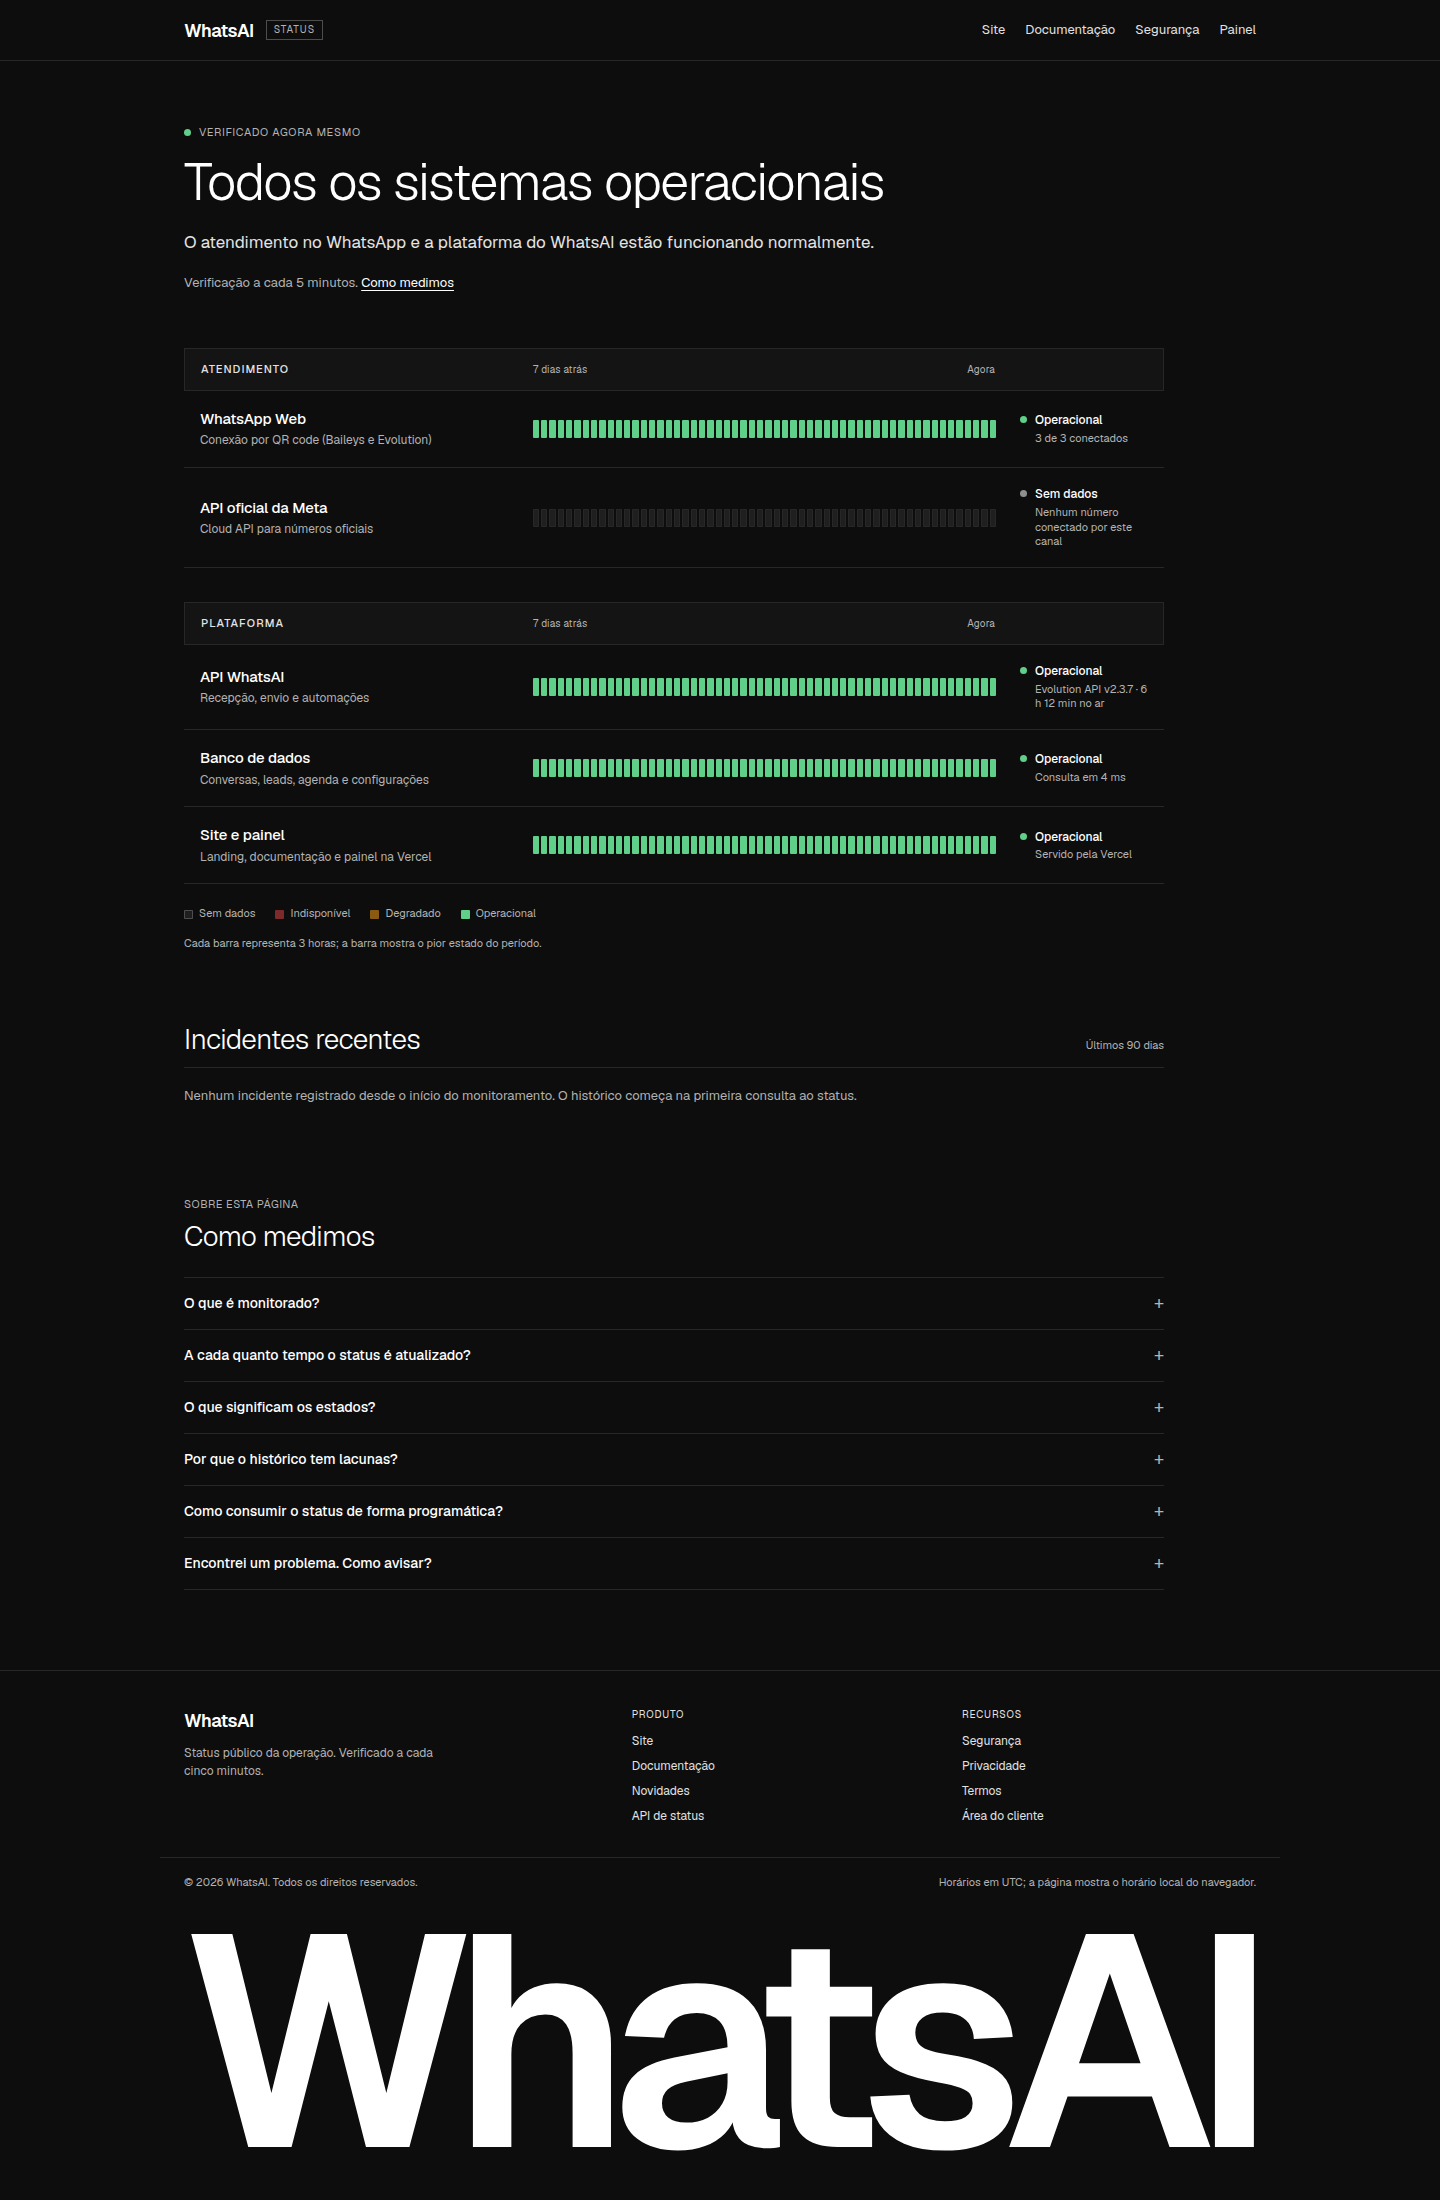 WhatsAI STATUS Site Documentação Segurança Painel
VERIFICADO AGORA MESMO
Todos os sistemas operacionais
O atendimento no WhatsApp e a plataforma do WhatsAI estão funcionando normalmente.
Verificação a cada 5 minutos. Como medimos
ATENDIMENTO 7 dias atrás Agora
WhatsApp Web
Conexão por QR code (Baileys e Evolution)
Operacional
3 de 3 conectados
API oficial da Meta
Cloud API para números oficiais
Sem dados
Nenhum número
conectado por este
canal
PLATAFORMA 7 dias atrás Agora
API WhatsAI
Recepção, envio e automações
Operacional
Evolution API v2.3.7 · 6
h 12 min no ar
Banco de dados
Conversas, leads, agenda e configurações
Operacional
Consulta em 4 ms
Site e painel
Landing, documentação e painel na Vercel
Operacional
Servido pela Vercel
Sem dados Indisponível Degradado Operacional
Cada barra representa 3 horas; a barra mostra o pior estado do período.
Incidentes recentes Últimos 90 dias
Nenhum incidente registrado desde o início do monitoramento. O histórico começa na primeira consulta ao status.
SOBRE ESTA PÁGINA
Como medimos
O que é monitorado? +
A cada quanto tempo o status é atualizado? +
O que significam os estados? +
Por que o histórico tem lacunas? +
Como consumir o status de forma programática? +
Encontrei um problema. Como avisar? +
WhatsAI
Status público da operação. Verificado a cada
cinco minutos.
PRODUTO
Site
Documentação
Novidades
API de status
RECURSOS
Segurança
Privacidade
Termos
Área do cliente
© 2026 WhatsAI. Todos os direitos reservados. Horários em UTC; a página mostra o horário local do navegador.
WhatsAI